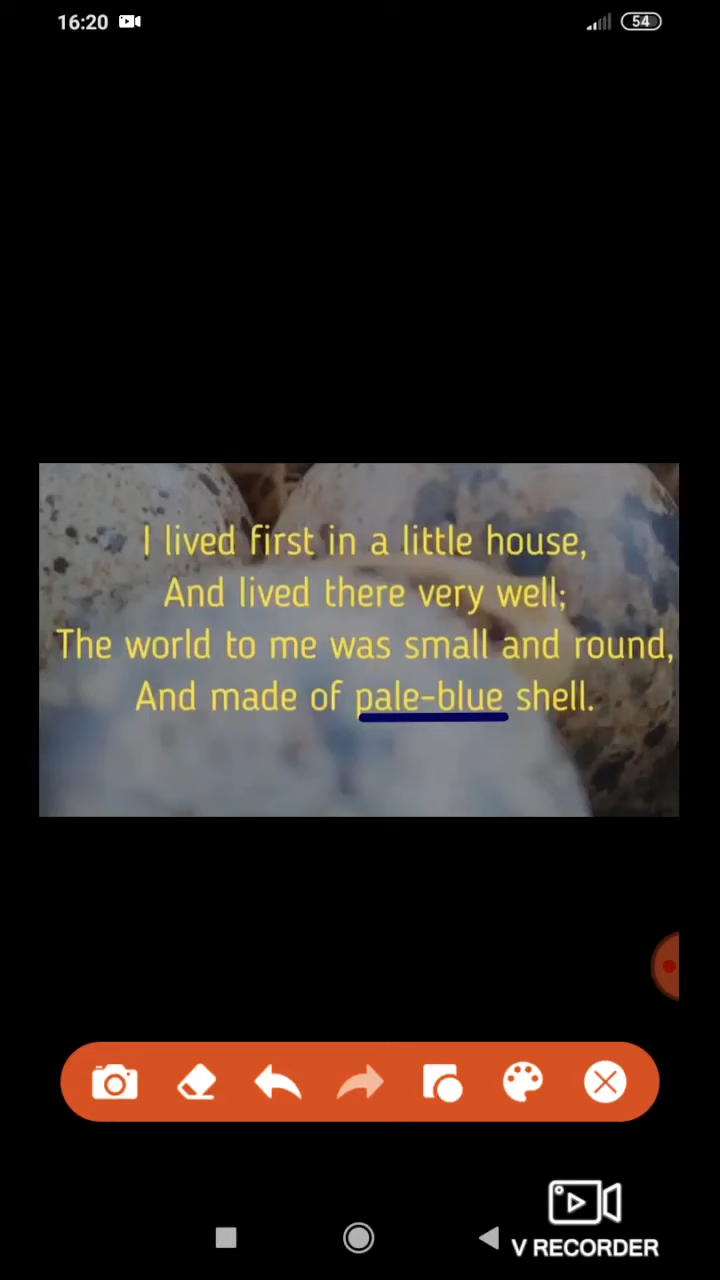 16:20
54
I lived first in a little house,
And lived there very well;
The world to me was small and round,
And made of pale-blue shell.
V RECORDER